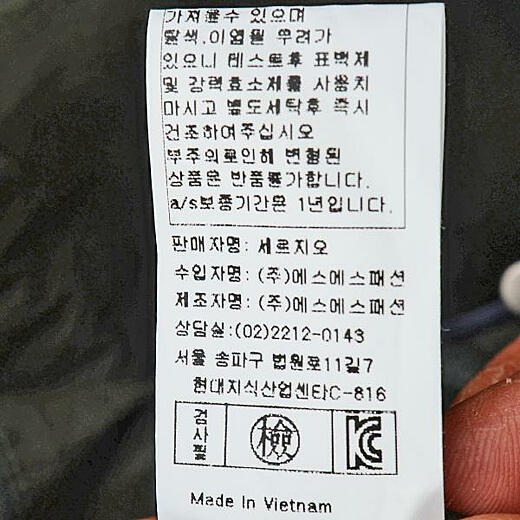 가져올수 있으며
탈색.이염될 우려가
있으니 테스트후 표백제
및 강력효소제를 사용치
마시고 별도세탁후 즉시
건조하여주십시오
부주의로인해 변형된
상품은 반품불가합니다.
a/s보증기간은 1년입니다.
판매자명: 세르지오
수입자명: (주)에스에스패션
제조자명: (주)에스에스패션
상담실:(02)2212-0143
서울 송파구 법원로11길7
현대지식산업센타C-816
검사필 檢 KC
Made In Vietnam